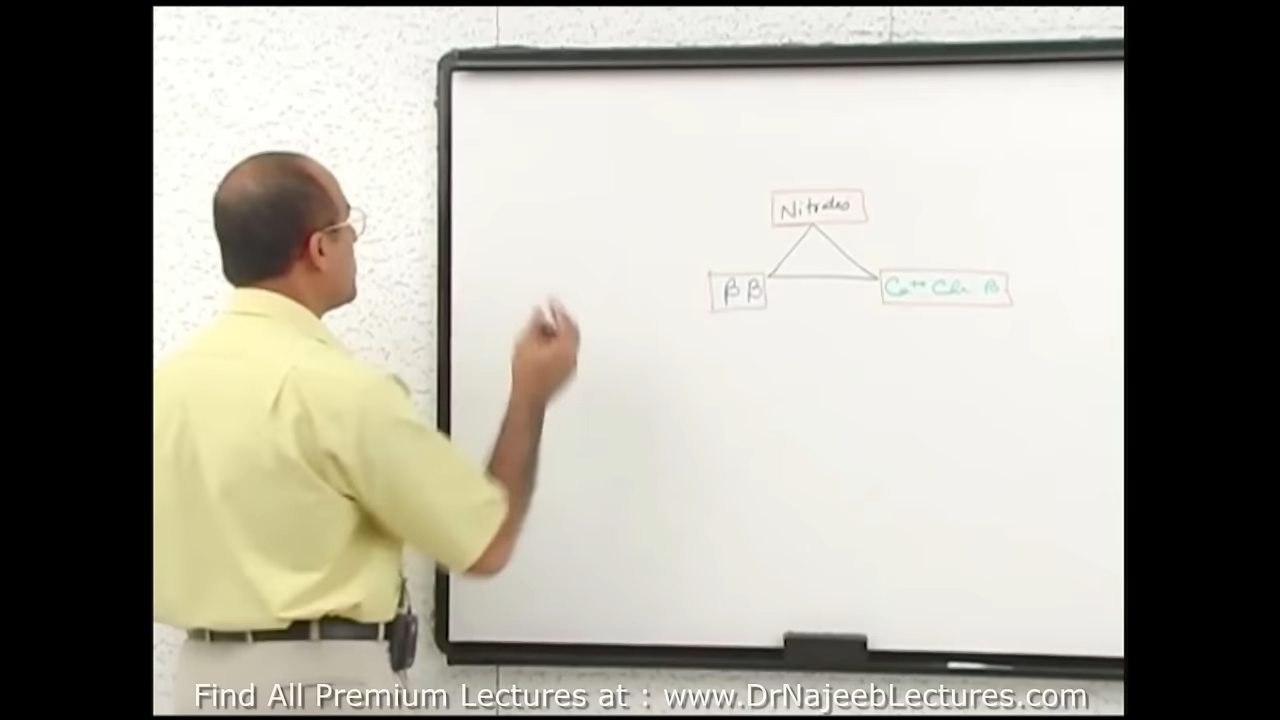 Nitrates
β β
Ca++ Ch B
Find All Premium Lectures at : www.DrNajeebLectures.com